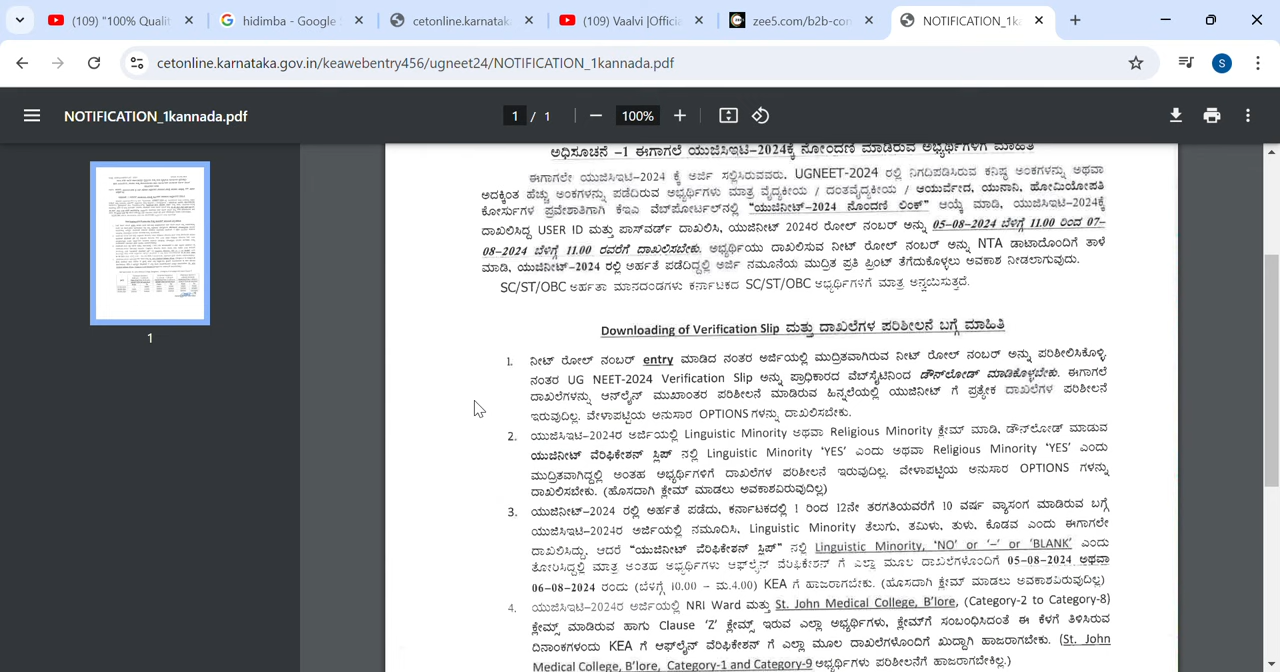 (109) "100% Qualit
hidimba - Google S
cetonline.karnataka
(109) Vaalvi |Officia
zee5.com/b2b-con
NOTIFICATION_1ka
cetonline.karnataka.gov.in/keawebentry456/ugneet24/NOTIFICATION_1kannada.pdf
S
NOTIFICATION_1kannada.pdf
1 / 1
100%
1
ಅಧಿಸೂಚನೆ -1 ಈಗಾಗಲೇ ಯುಜಿಸಿಇಟಿ-2024ಕ್ಕೆ ನೋಂದಣಿ ಮಾಡಿರುವ ಅಭ್ಯರ್ಥಿಗಳಿಗೆ ಮಾಹಿತಿ
ಈಗಾಗಲೇ ಯುಜಿಸಿಇಟಿ-2024 ಕ್ಕೆ ಅರ್ಜಿ ಸಲ್ಲಿಸಿರುವವರು, UGNEET-2024 ರಲ್ಲಿ ನಿಗದಿಪಡಿಸಿರುವ ಕನಿಷ್ಠ ಅಂಕಗಳನ್ನು ಅಥವಾ
ಅದಕ್ಕಿಂತ ಹೆಚ್ಚು ಅಂಕಗಳನ್ನು ಪಡೆದಿರುವ ಅಭ್ಯರ್ಥಿಗಳು ಮಾತ್ರ ವೈದ್ಯಕೀಯ / ದಂತವೈದ್ಯಕೀಯ / ಆಯುರ್ವೇದ, ಯುನಾನಿ, ಹೋಮಿಯೋಪತಿ
ಕೋರ್ಸುಗಳ ಪ್ರವೇಶಾತಿಗಾಗಿ ಕೆಇಎ ವೆಬ್‌ಪೋರ್ಟಲ್‌ನಲ್ಲಿ "ಯುಜಿನೀಟ್-2024 ನೊಂದಣಿ ಲಿಂಕ್" ಆಯ್ಕೆ ಮಾಡಿ, ಯುಜಿಸಿಇಟಿ-2024ಕ್ಕೆ
ದಾಖಲಿಸಿದ್ದ USER ID ಮತ್ತು ಪಾಸ್‌ವರ್ಡ್ ದಾಖಲಿಸಿ, ಯುಜಿನೀಟ್ 2024ರ ರೋಲ್ ನಂಬರ್ ಅನ್ನು 05-08-2024 ಬೆಳಿಗ್ಗೆ 11.00 ರಿಂದ 07-
08-2024 ಬೆಳಿಗ್ಗೆ 11.00 ರವರೆಗೆ ದಾಖಲಿಸಬೇಕು. ಅಭ್ಯರ್ಥಿಯು ದಾಖಲಿಸುವ ನೀಟ್ ರೋಲ್ ನಂಬರ್ ಅನ್ನು NTA ಡಾಟಾದೊಂದಿಗೆ ತಾಳೆ
ಮಾಡಿ, ಯುಜಿನೀಟ್-2024ರಲ್ಲಿ ಅರ್ಹತೆ ಪಡೆದಿದ್ದಲ್ಲಿ ಅರ್ಜಿ ನಮೂನೆಯ ಮುದ್ರಿತ ಪ್ರತಿ ಪ್ರಿಂಟ್ ತೆಗೆದುಕೊಳ್ಳಲು ಅವಕಾಶ ನೀಡಲಾಗುವುದು.
SC/ST/OBC ಅರ್ಹತಾ ಮಾನದಂಡಗಳು ಕರ್ನಾಟಕದ SC/ST/OBC ಅಭ್ಯರ್ಥಿಗಳಿಗೆ ಮಾತ್ರ ಅನ್ವಯಿಸುತ್ತದೆ.
Downloading of Verification Slip ಮತ್ತು ದಾಖಲೆಗಳ ಪರಿಶೀಲನೆ ಬಗ್ಗೆ ಮಾಹಿತಿ
1. ನೀಟ್ ರೋಲ್ ನಂಬರ್ entry ಮಾಡಿದ ನಂತರ ಅರ್ಜಿಯಲ್ಲಿ ಮುದ್ರಿತವಾಗಿರುವ ನೀಟ್ ರೋಲ್ ನಂಬರ್ ಅನ್ನು ಪರಿಶೀಲಿಸಿಕೊಳ್ಳಿ.
ನಂತರ UG NEET-2024 Verification Slip ಅನ್ನು ಪ್ರಾಧಿಕಾರದ ವೆಬ್‌ಸೈಟಿನಿಂದ ಡೌನ್‌ಲೋಡ್ ಮಾಡಿಕೊಳ್ಳಬೇಕು. ಈಗಾಗಲೆ
ದಾಖಲೆಗಳನ್ನು ಆನ್‌ಲೈನ್ ಮುಖಾಂತರ ಪರಿಶೀಲನೆ ಮಾಡಿರುವ ಹಿನ್ನಲೆಯಲ್ಲಿ ಯುಜಿನೀಟ್ ಗೆ ಪ್ರತ್ಯೇಕ ದಾಖಲೆಗಳ ಪರಿಶೀಲನೆ
ಇರುವುದಿಲ್ಲ. ವೇಳಾಪಟ್ಟಿಯ ಅನುಸಾರ OPTIONS ಗಳನ್ನು ದಾಖಲಿಸಬೇಕು.
2. ಯುಜಿಸಿಇಟಿ-2024ರ ಅರ್ಜಿಯಲ್ಲಿ Linguistic Minority ಅಥವಾ Religious Minority ಕ್ಲೇಮ್ ಮಾಡಿ, ಡೌನ್‌ಲೋಡ್ ಮಾಡುವ
ಯುಜಿನೀಟ್ ವೆರಿಫಿಕೇಶನ್ ಸ್ಲಿಪ್ ನಲ್ಲಿ Linguistic Minority 'YES' ಎಂದು ಅಥವಾ Religious Minority 'YES' ಎಂದು
ಮುದ್ರಿತವಾಗಿದ್ದಲ್ಲಿ ಅಂತಹ ಅಭ್ಯರ್ಥಿಗಳಿಗೆ ದಾಖಲೆಗಳ ಪರಿಶೀಲನೆ ಇರುವುದಿಲ್ಲ. ವೇಳಾಪಟ್ಟಿಯ ಅನುಸಾರ OPTIONS ಗಳನ್ನು
ದಾಖಲಿಸಬೇಕು. (ಹೊಸದಾಗಿ ಕ್ಲೇಮ್ ಮಾಡಲು ಅವಕಾಶವಿರುವುದಿಲ್ಲ)
3. ಯುಜಿನೀಟ್-2024 ರಲ್ಲಿ ಅರ್ಹತೆ ಪಡೆದು, ಕರ್ನಾಟಕದಲ್ಲಿ 1 ರಿಂದ 12ನೇ ತರಗತಿಯವರೆಗೆ 10 ವರ್ಷ ವ್ಯಾಸಂಗ ಮಾಡಿರುವ ಬಗ್ಗೆ
ಯುಜಿಸಿಇಟಿ-2024ರ ಅರ್ಜಿಯಲ್ಲಿ ನಮೂದಿಸಿ, Linguistic Minority ತೆಲುಗು, ತಮಿಳು, ತುಳು, ಕೊಡವ ಎಂದು ಈಗಾಗಲೇ
ದಾಖಲಿಸಿದ್ದು, ಆದರೆ "ಯುಜಿನೀಟ್ ವೆರಿಫಿಕೇಶನ್ ಸ್ಲಿಪ್" ನಲ್ಲಿ Linguistic Minority, 'NO' or '–' or 'BLANK' ಎಂದು
ತೋರಿಸಿದ್ದಲ್ಲಿ ಮಾತ್ರ ಅಂತಹ ಅಭ್ಯರ್ಥಿಗಳು ಆಫ್‌ಲೈನ್ ವೆರಿಫಿಕೇಶನ್ ಗೆ ಎಲ್ಲಾ ಮೂಲ ದಾಖಲೆಗಳೊಂದಿಗೆ 05-08-2024 ಅಥವಾ
06-08-2024 ರಂದು (ಬೆಳಗ್ಗೆ 10.00 – ಮ.4.00) KEA ಗೆ ಹಾಜರಾಗಬೇಕು. (ಹೊಸದಾಗಿ ಕ್ಲೇಮ್ ಮಾಡಲು ಅವಕಾಶವಿರುವುದಿಲ್ಲ)
4. ಯುಜಿಸಿಇಟಿ-2024ರ ಅರ್ಜಿಯಲ್ಲಿ NRI Ward ಮತ್ತು St. John Medical College, B'lore, (Category-2 to Category-8)
ಕ್ಲೇಮ್ಸ್ ಮಾಡಿರುವ ಹಾಗು Clause 'Z' ಕ್ಲೇಮ್ಸ್ ಇರುವ ಎಲ್ಲಾ ಅಭ್ಯರ್ಥಿಗಳು, ಕ್ಲೇಮ್‌ಗೆ ಸಂಬಂಧಿಸಿದಂತೆ ಈ ಕೆಳಗೆ ತಿಳಿಸಿರುವ
ದಿನಾಂಕಗಳಂದು KEA ಗೆ ಆಫ್‌ಲೈನ್ ವೆರಿಫಿಕೇಶನ್ ಗೆ ಎಲ್ಲಾ ಮೂಲ ದಾಖಲೆಗಳೊಂದಿಗೆ ಖುದ್ದಾಗಿ ಹಾಜರಾಗಬೇಕು. (St. John
Medical College, B'lore, Category-1 and Category-9 ಅಭ್ಯರ್ಥಿಗಳು ಪರಿಶೀಲನೆಗೆ ಹಾಜರಾಗಬೇಕಿಲ್ಲ.)